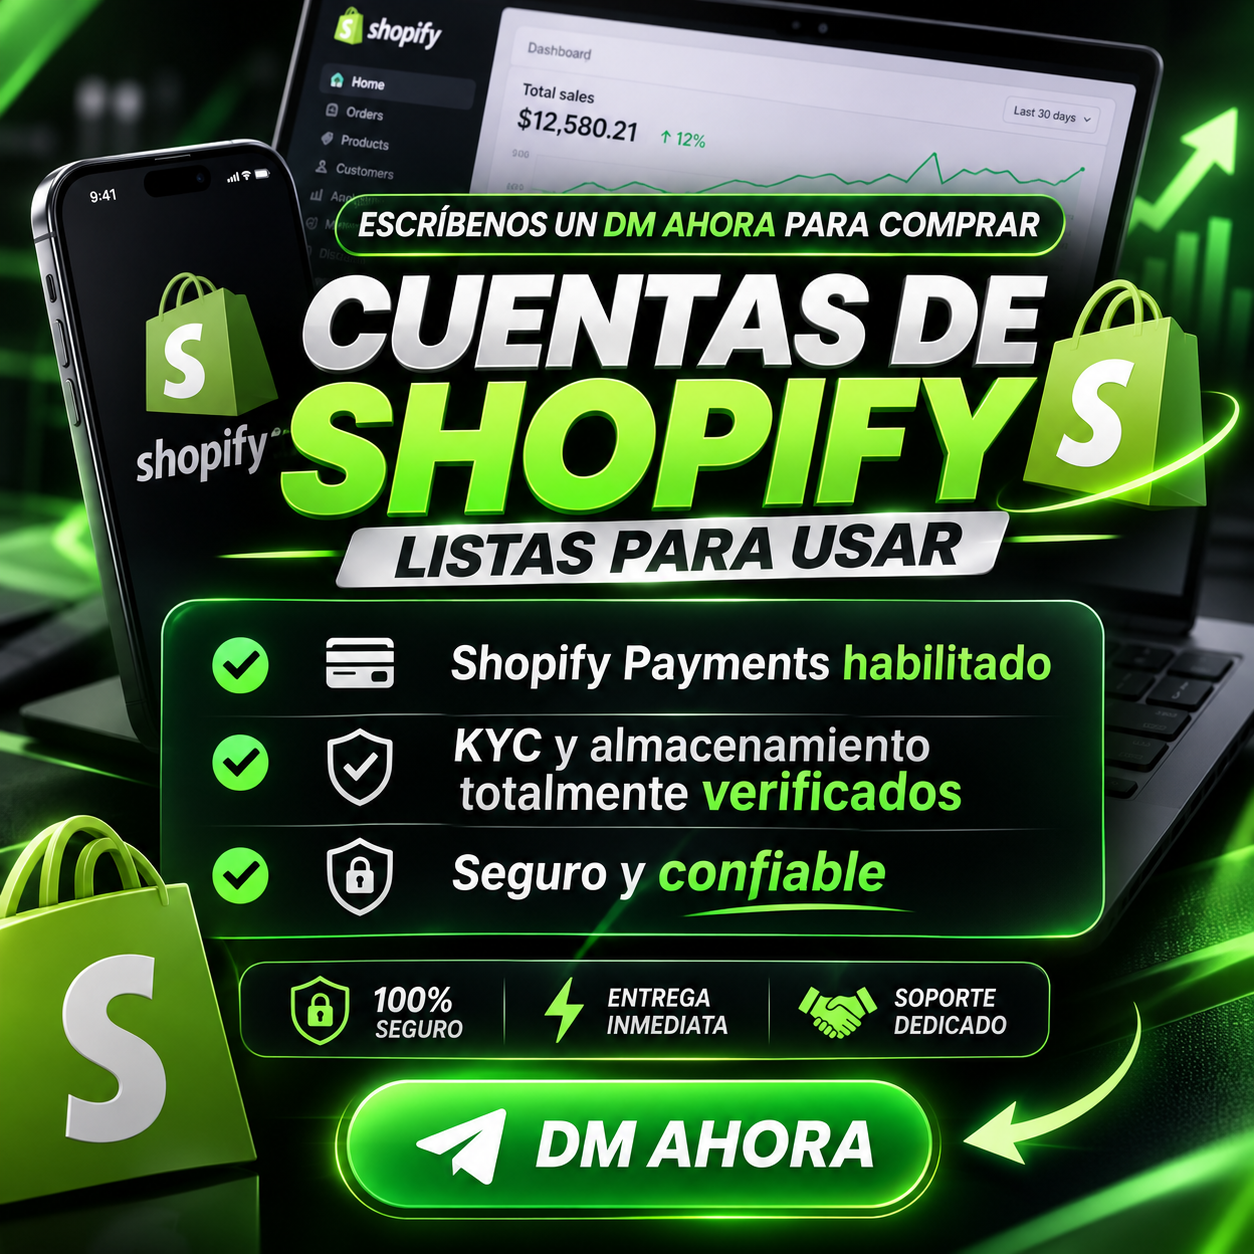 shopify
Home
Orders
Products
Customers
Dashboard
Total sales
$12,580.21
↑ 12%
Last 30 days
9:41
shopify
ESCRÍBENOS UN DM AHORA PARA COMPRAR
CUENTAS DE
SHOPIFY
LISTAS PARA USAR
Shopify Payments habilitado
KYC y almacenamiento
totalmente verificados
Seguro y confiable
100%
SEGURO
ENTREGA
INMEDIATA
SOPORTE
DEDICADO
DM AHORA